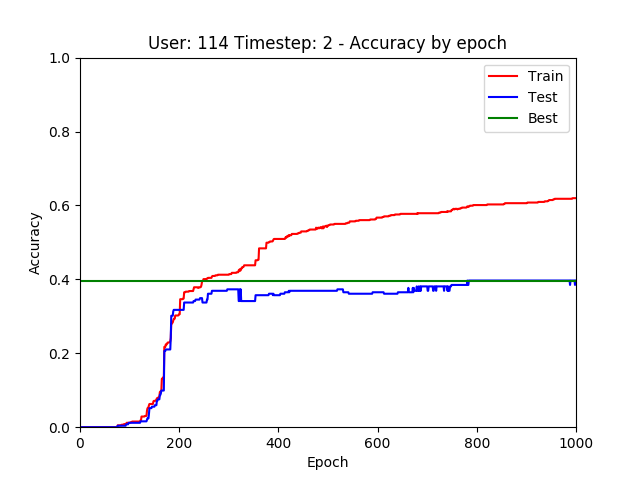 User: 114 Timestep: 2 - Accuracy by epoch
1.0
0.8
0.6
0.4
0.2
0.0
Accuracy
Train
Test
Best
0 200 400 600 800 1000
Epoch